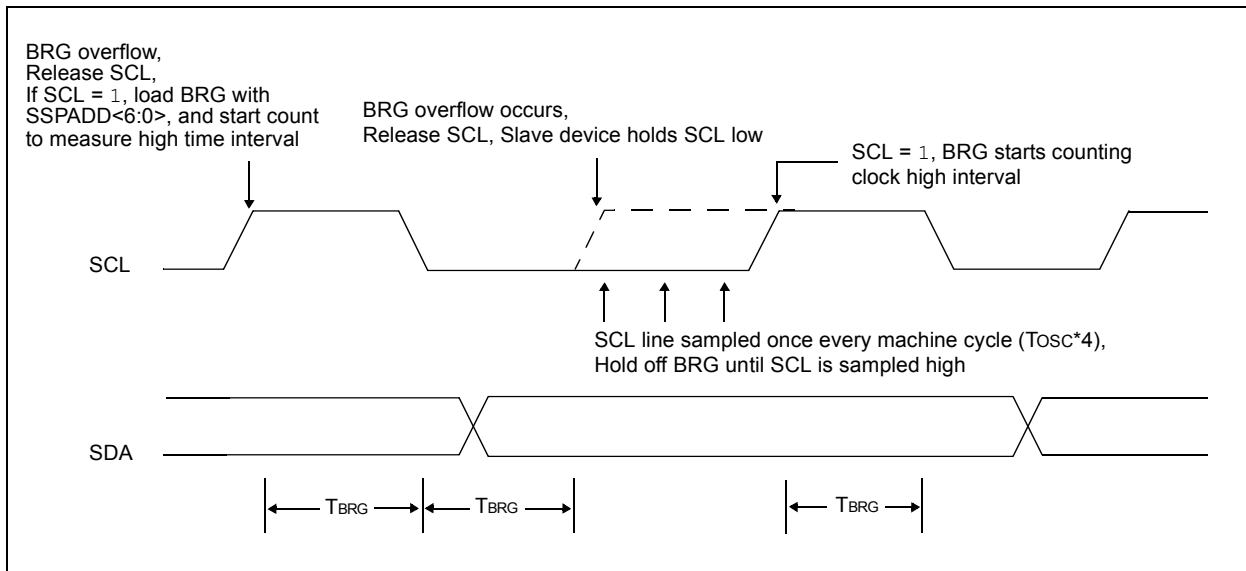 BRG overflow,
Release SCL,
If SCL = 1, load BRG with
SSPADD<6:0>, and start count
to measure high time interval
BRG overflow occurs,
Release SCL, Slave device holds SCL low
SCL = 1, BRG starts counting
clock high interval
SCL
SCL line sampled once every machine cycle (TOSC*4),
Hold off BRG until SCL is sampled high
SDA
TBRG
TBRG
TBRG